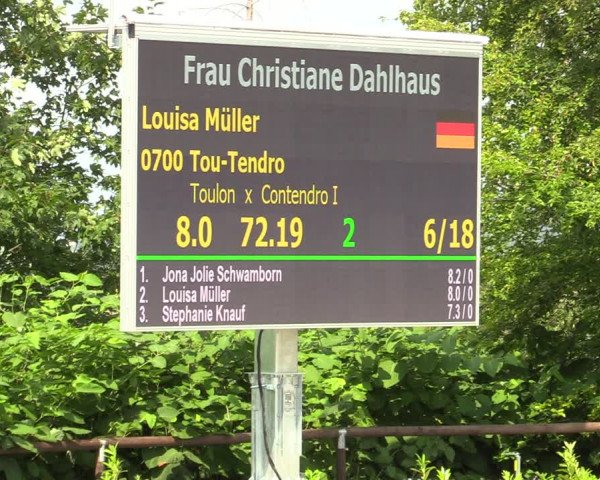 Frau Christiane Dahlhaus
Louisa Müller
0700 Tou-Tendro
Toulon x Contendro I
8.0 72.19 2 6/18
1. Jona Jolie Schwamborn 8.2 / 0
2. Louisa Müller 8.0 / 0
3. Stephanie Knauf 7.3 / 0